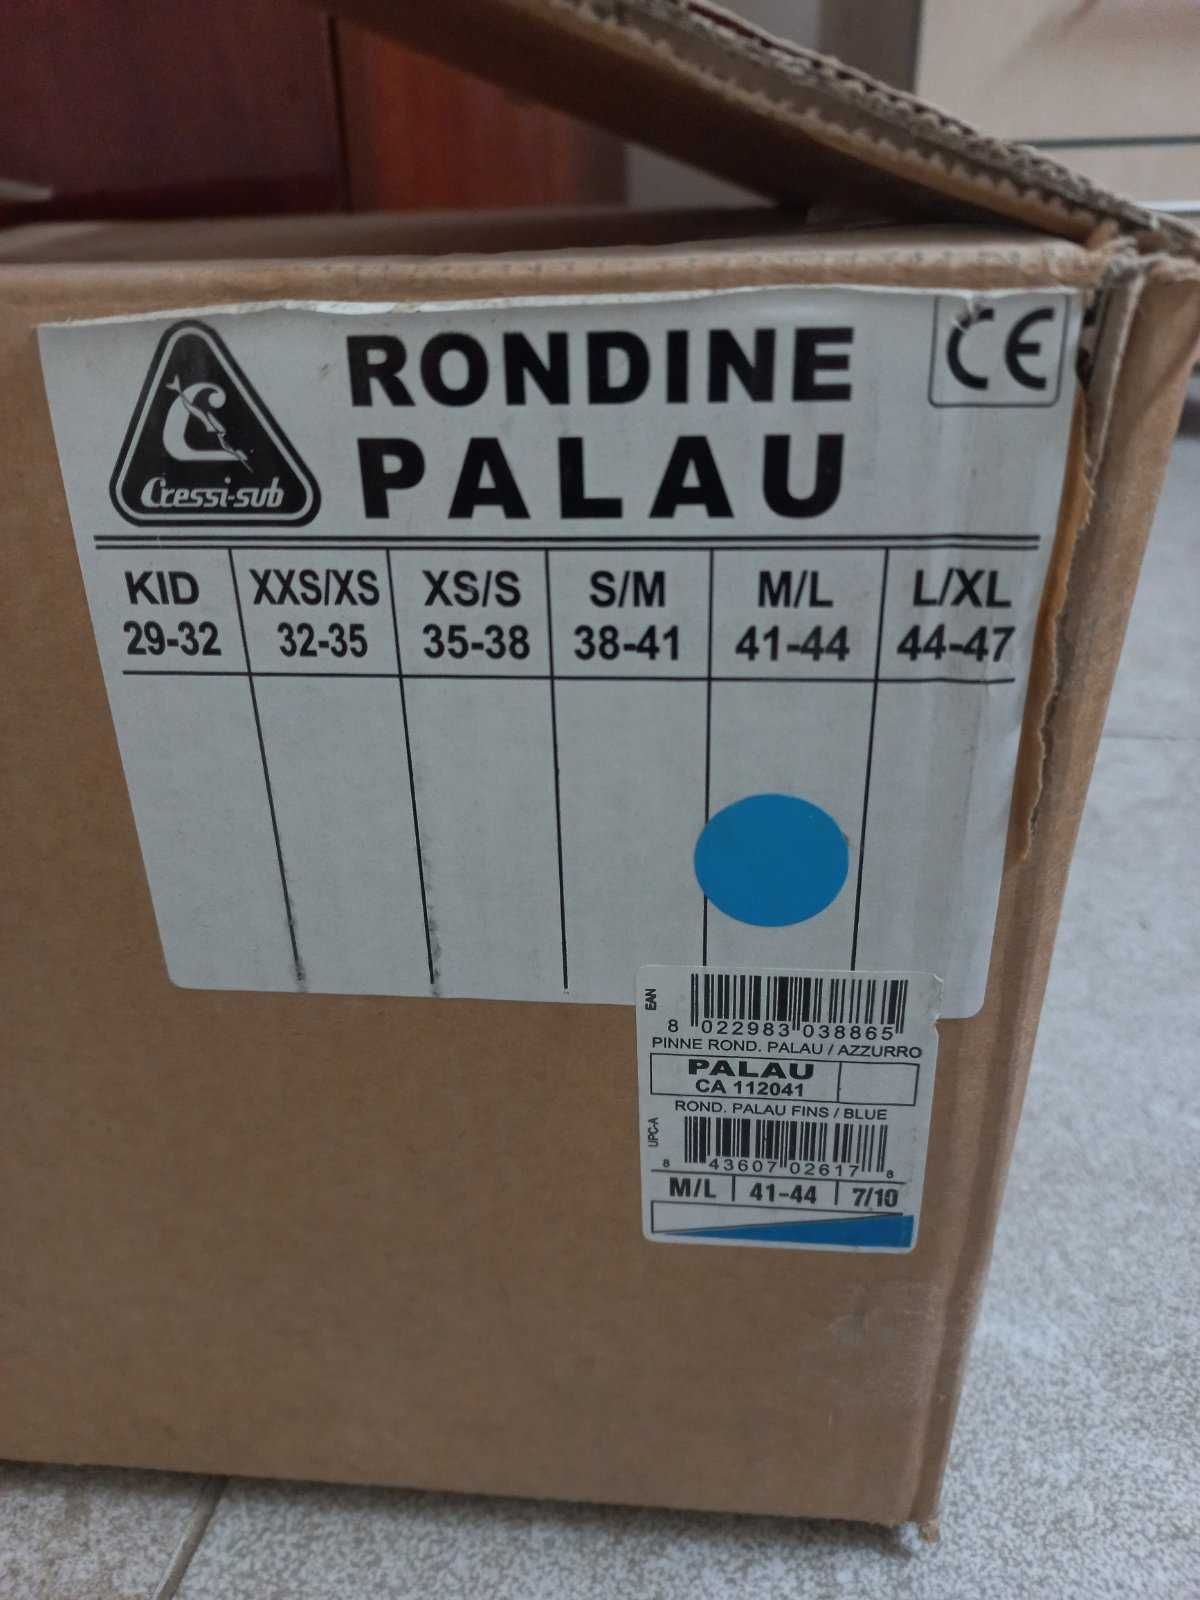 RONDINE
PALAU
CE
Cressi-sub
KID XXS/XS XS/S S/M M/L L/XL
29-32 32-35 35-38 38-41 41-44 44-47
EAN
8 022983 038865
PINNE ROND. PALAU / AZZURRO
PALAU
CA 112041
ROND. PALAU FINS / BLUE
UPC-A
8 43607 02617 8
M/L 41-44 7/10